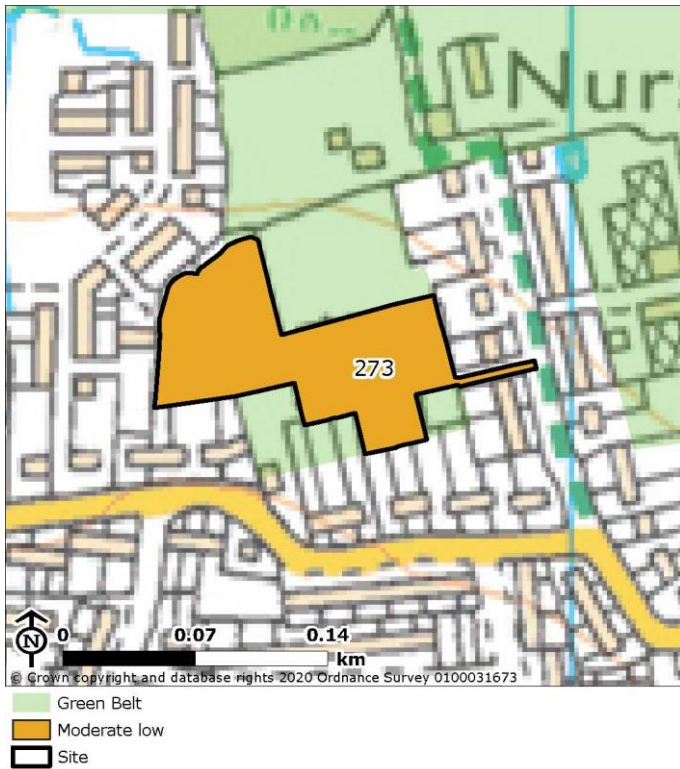 Nurs
273
N
0 0.07 0.14
km
© Crown copyright and database rights 2020 Ordnance Survey 0100031673
Green Belt
Moderate low
Site